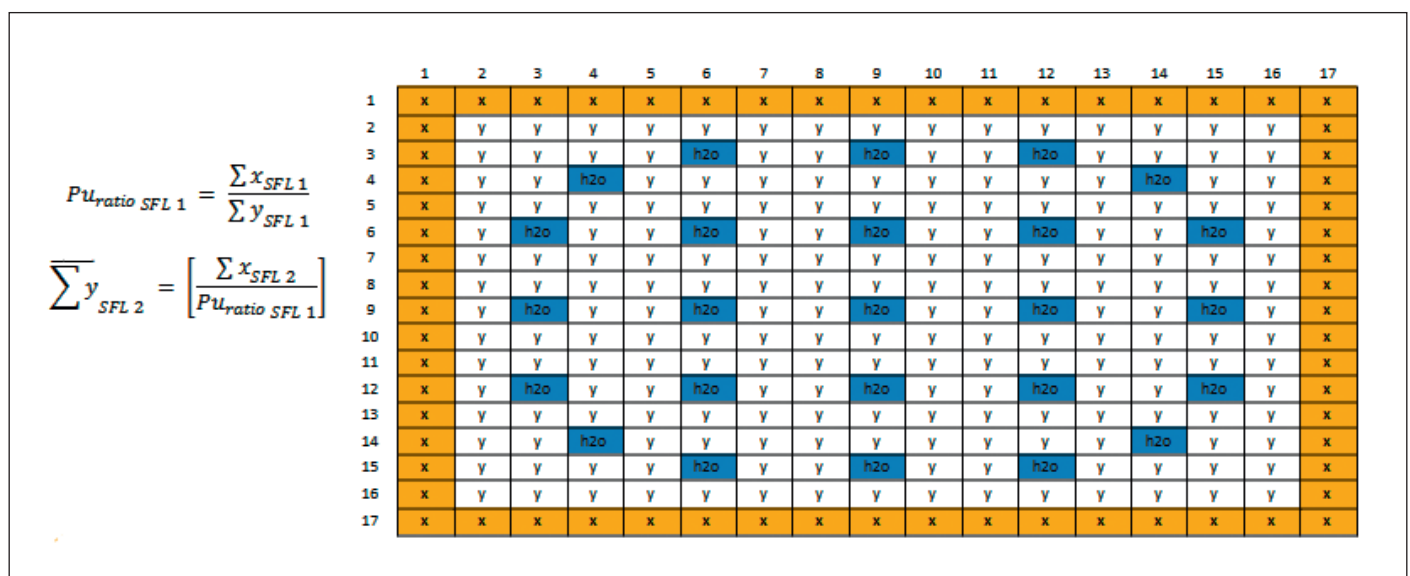 1 2 3 4 5 6 7 8 9 10 11 12 13 14 15 16 17
1 x x x x x x x x x x x x x x x x x
2 x y y y y y y y y y y y y y y y x
3 x y y y y h2o y y h2o y y h2o y y y y x
4 x y y h2o y y y y y y y y y h2o y y x
5 x y y y y y y y y y y y y y y y x
6 x y h2o y y h2o y y h2o y y h2o y y h2o y x
7 x y y y y y y y y y y y y y y y x
8 x y y y y y y y y y y y y y y y x
9 x y h2o y y h2o y y h2o y y h2o y y h2o y x
10 x y y y y y y y y y y y y y y y x
11 x y y y y y y y y y y y y y y y x
12 x y h2o y y h2o y y h2o y y h2o y y h2o y x
13 x y y y y y y y y y y y y y y y x
14 x y y h2o y y y y y y y y y h2o y y x
15 x y y y y h2o y y h2o y y h2o y y y y x
16 x y y y y y y y y y y y y y y y x
17 x x x x x x x x x x x x x x x x x
Pu_ratio SFL 1 = ∑ x_SFL 1 / ∑ y_SFL 1
∑̅ y_SFL 2 = [∑ x_SFL 2 / Pu_ratio SFL 1]